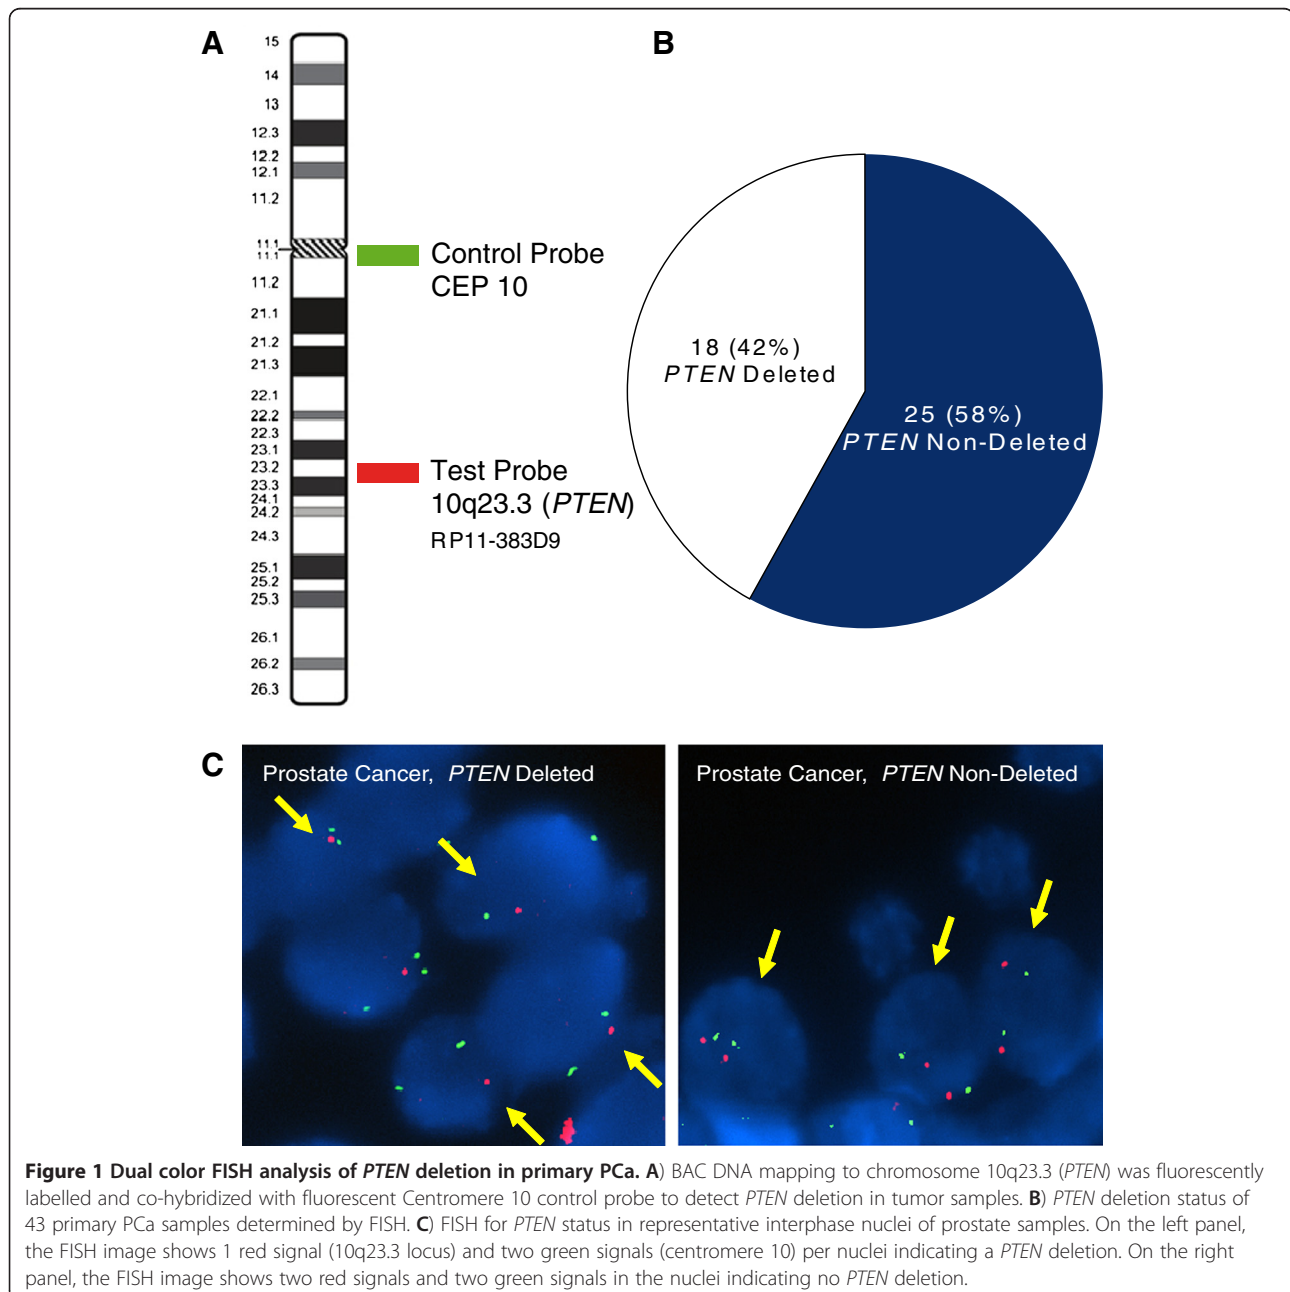 A
15
14
13
12.3
12.2
12.1
11.2
11.1
11.1
11.2
21.1
21.2
21.3
22.1
22.2
22.3
23.1
23.2
23.3
24.1
24.2
24.3
25.1
25.2
25.3
26.1
26.2
26.3
Control Probe
CEP 10
Test Probe
10q23.3 (PTEN)
RP11-383D9
B
18 (42%)
PTEN Deleted
25 (58%)
PTEN Non-Deleted
C
Prostate Cancer, PTEN Deleted
Prostate Cancer, PTEN Non-Deleted
Figure 1 Dual color FISH analysis of PTEN deletion in primary PCa. A) BAC DNA mapping to chromosome 10q23.3 (PTEN) was fluorescently
labelled and co-hybridized with fluorescent Centromere 10 control probe to detect PTEN deletion in tumor samples. B) PTEN deletion status of
43 primary PCa samples determined by FISH. C) FISH for PTEN status in representative interphase nuclei of prostate samples. On the left panel,
the FISH image shows 1 red signal (10q23.3 locus) and two green signals (centromere 10) per nuclei indicating a PTEN deletion. On the right
panel, the FISH image shows two red signals and two green signals in the nuclei indicating no PTEN deletion.